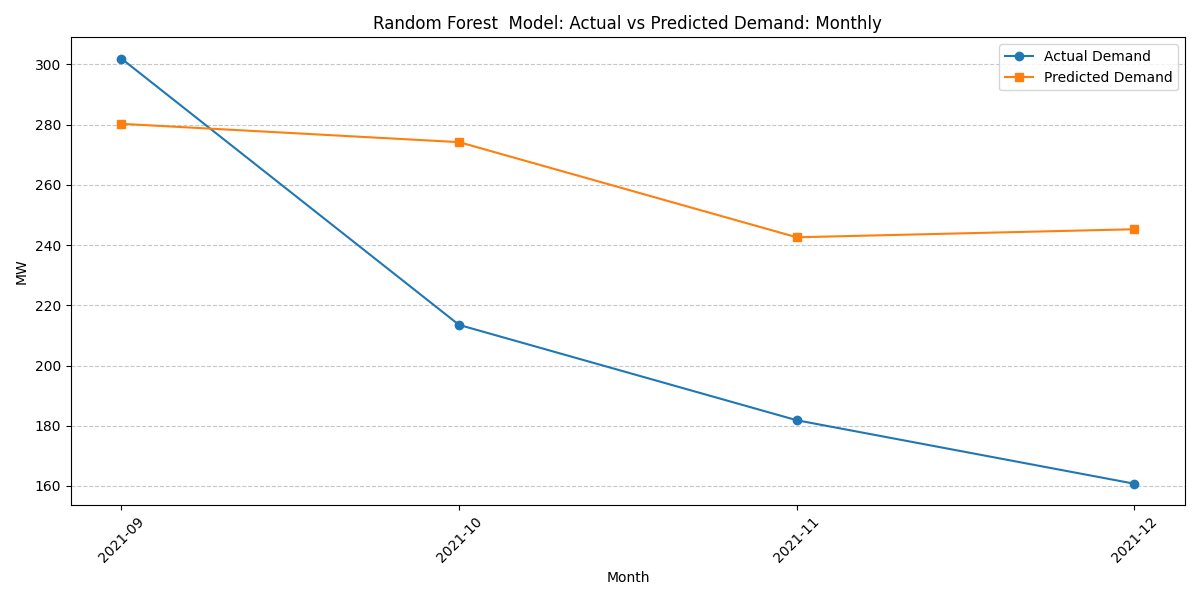 Random Forest  Model: Actual vs Predicted Demand: Monthly
Actual Demand
Predicted Demand
300
280
260
240
220
200
180
160
MW
2021-09
2021-10
2021-11
2021-12
Month